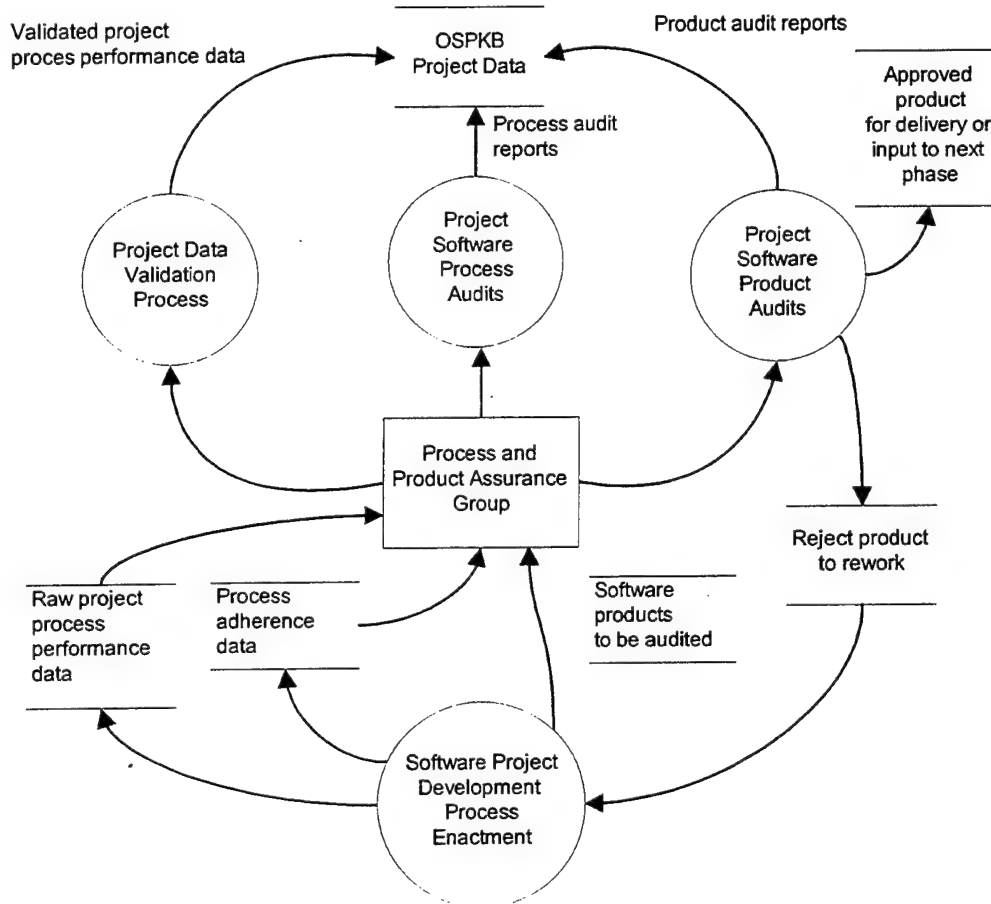 Validated project
proces performance data
OSPKB
Project Data
Product audit reports
Approved
product
for delivery or
input to next
phase
Process audit
reports
Project Data
Validation
Process
Project
Software
Process
Audits
Project
Software
Product
Audits
Process and
Product Assurance
Group
Reject product
to rework
Raw project
process
performance
data
Process
adherence
data
Software
products
to be audited
Software Project
Development
Process
Enactment